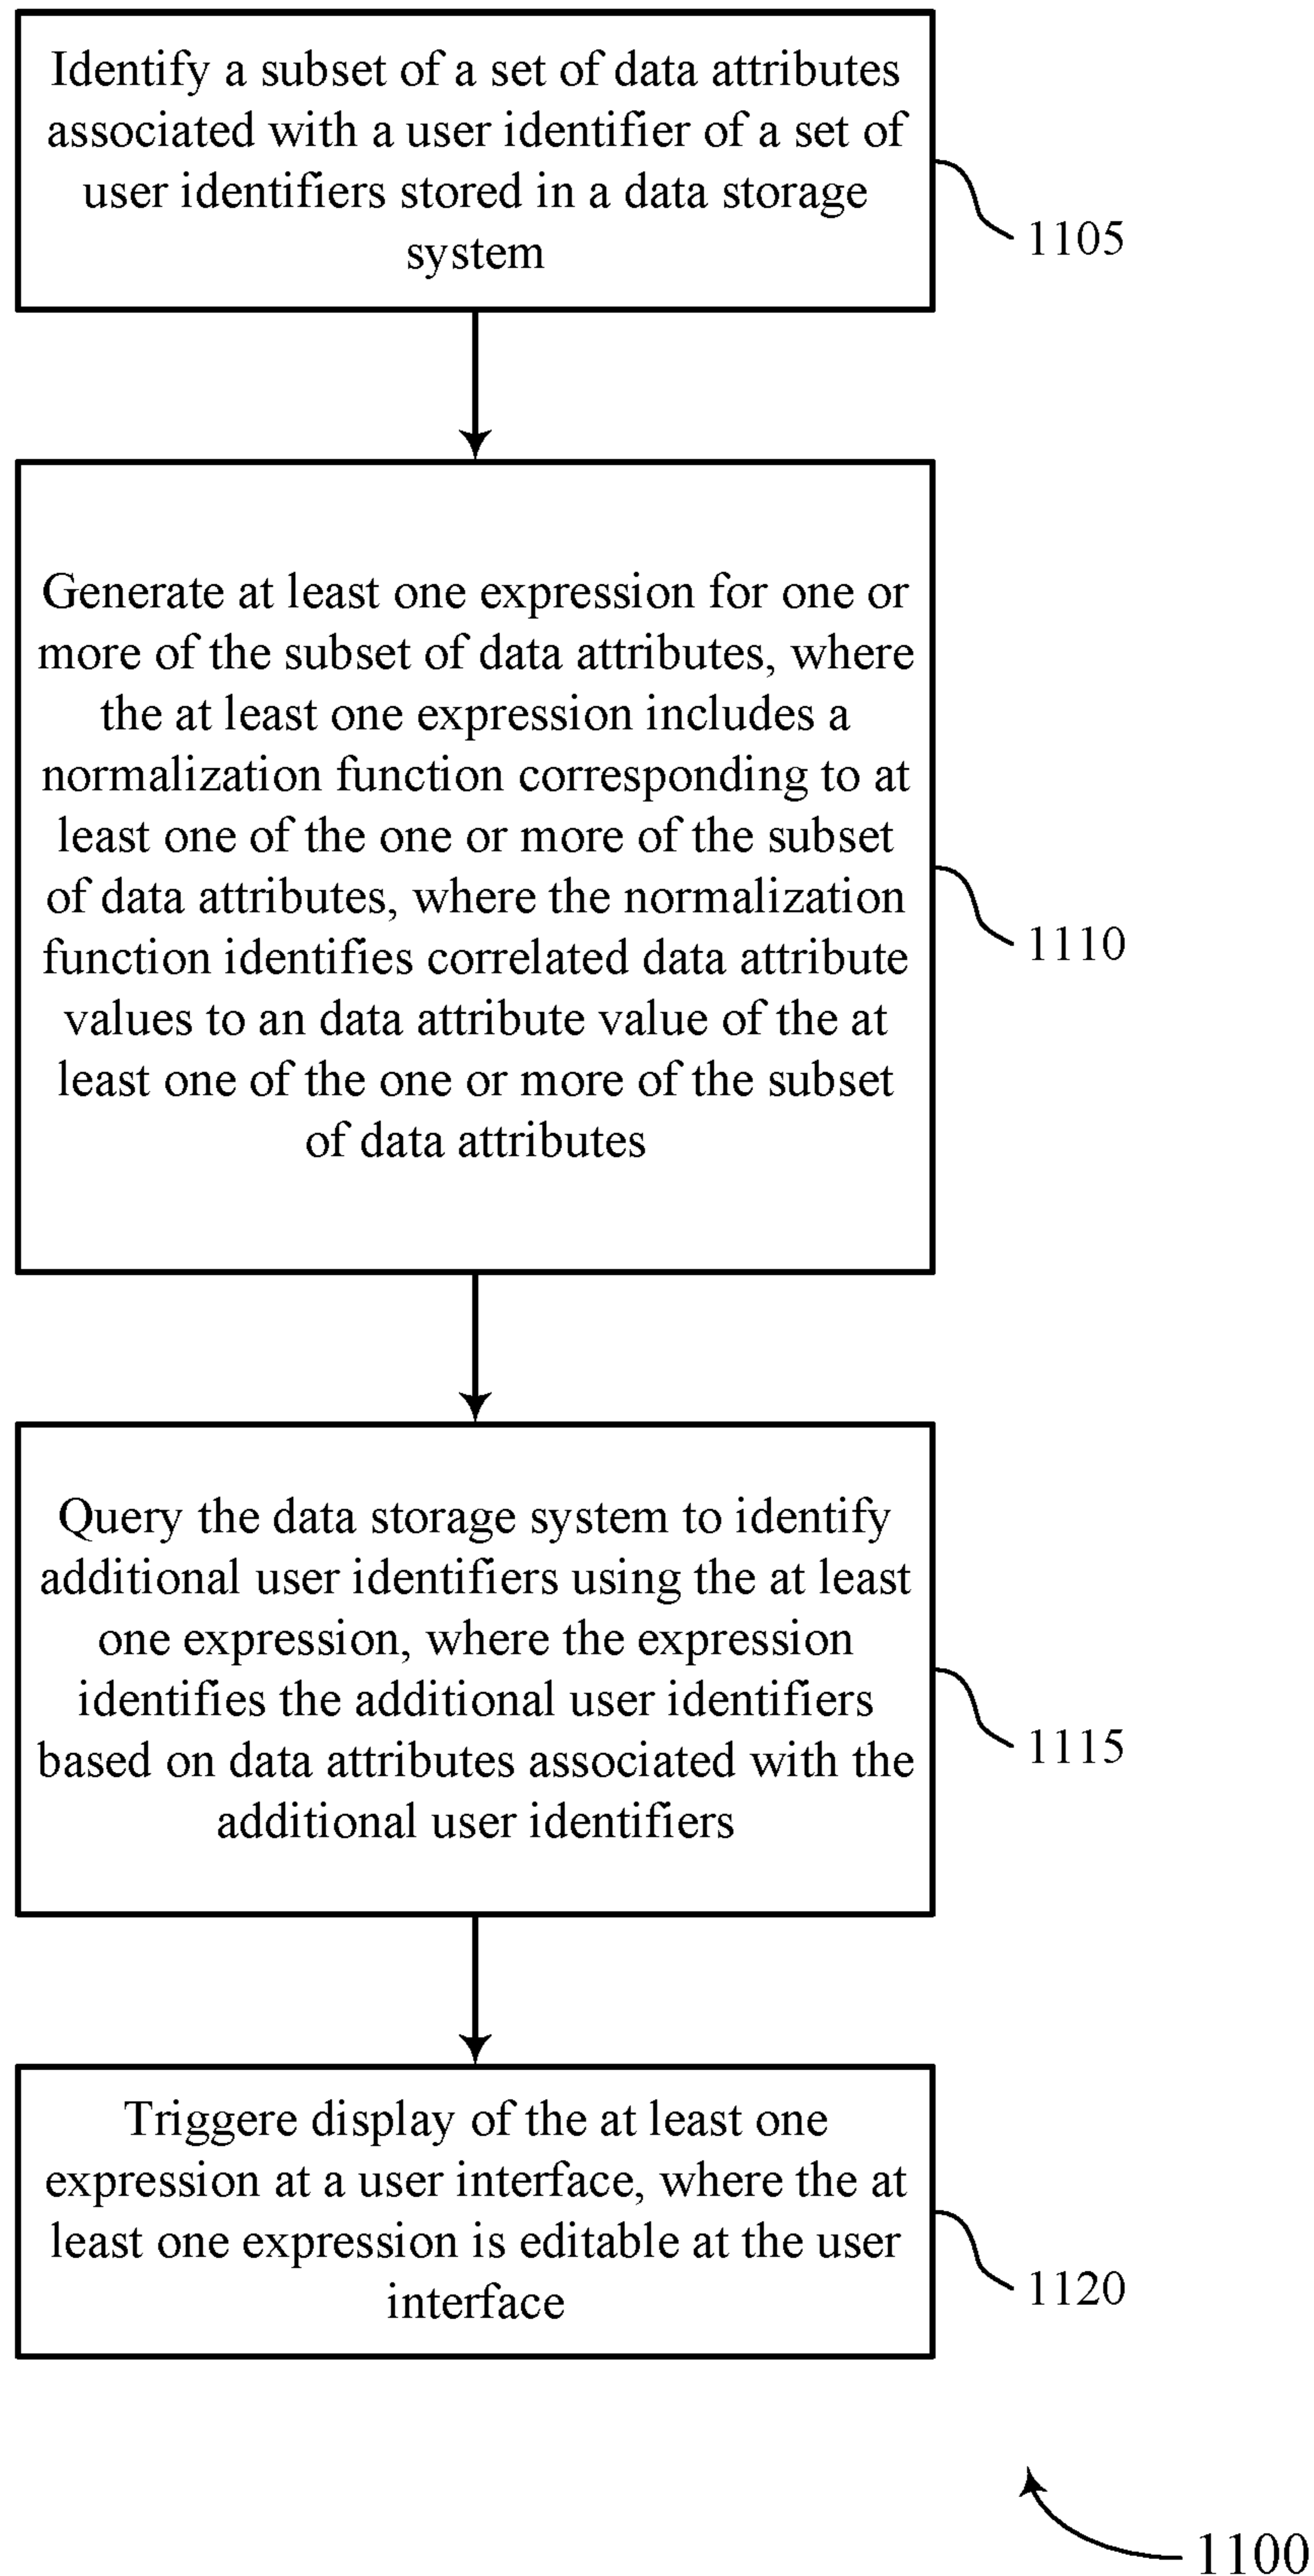 Identify a subset of a set of data attributes
associated with a user identifier of a set of
user identifiers stored in a data storage
system
1105
Generate at least one expression for one or
more of the subset of data attributes, where
the at least one expression includes a
normalization function corresponding to at
least one of the one or more of the subset
of data attributes, where the normalization
function identifies correlated data attribute
values to an data attribute value of the at
least one of the one or more of the subset
of data attributes
1110
Query the data storage system to identify
additional user identifiers using the at least
one expression, where the expression
identifies the additional user identifiers
based on data attributes associated with the
additional user identifiers
1115
Triggere display of the at least one
expression at a user interface, where the at
least one expression is editable at the user
interface
1120
1100